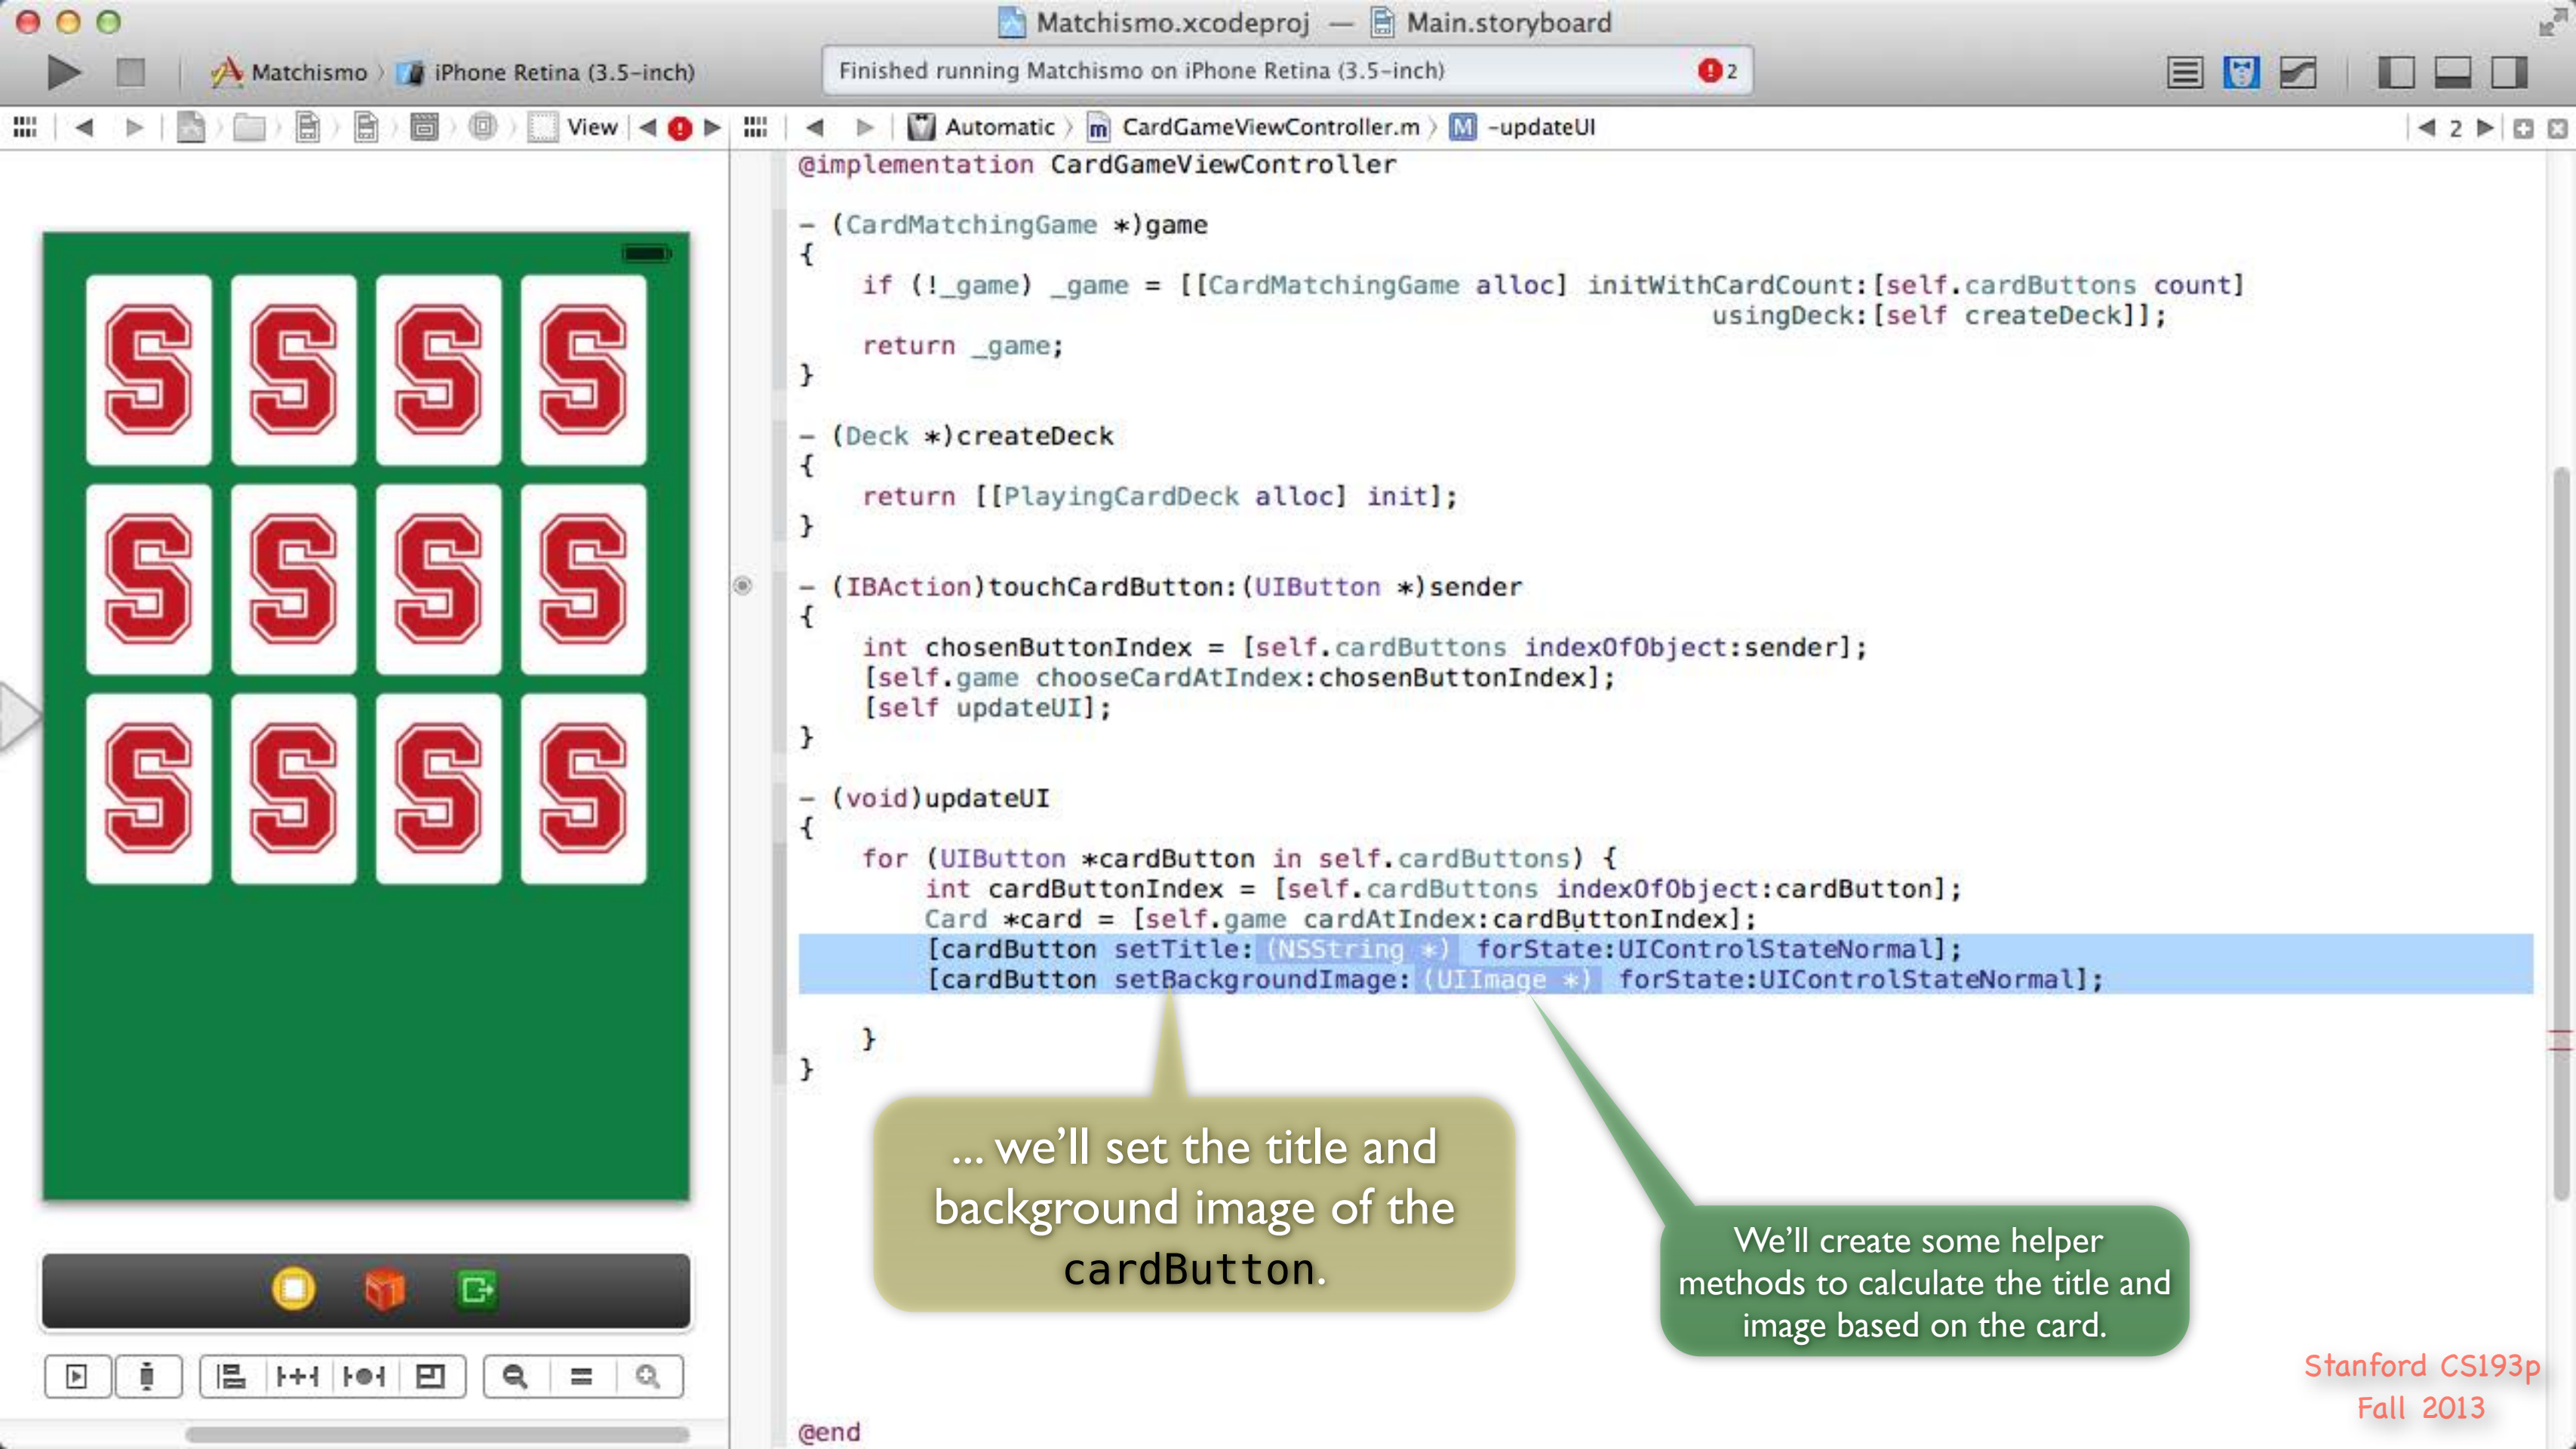 Matchismo.xcodeproj — Main.storyboard
Matchismo 〉 iPhone Retina (3.5-inch)
Finished running Matchismo on iPhone Retina (3.5-inch)
2
View
Automatic 〉 m CardGameViewController.m 〉 M -updateUI
2
@implementation CardGameViewController
- (CardMatchingGame *)game
{
if (!_game) _game = [[CardMatchingGame alloc] initWithCardCount:[self.cardButtons count]
usingDeck:[self createDeck]];
return _game;
}
- (Deck *)createDeck
{
return [[PlayingCardDeck alloc] init];
}
- (IBAction)touchCardButton:(UIButton *)sender
{
int chosenButtonIndex = [self.cardButtons indexOfObject:sender];
[self.game chooseCardAtIndex:chosenButtonIndex];
[self updateUI];
}
- (void)updateUI
{
for (UIButton *cardButton in self.cardButtons) {
int cardButtonIndex = [self.cardButtons indexOfObject:cardButton];
Card *card = [self.game cardAtIndex:cardButtonIndex];
[cardButton setTitle:(NSString *) forState:UIControlStateNormal];
[cardButton setBackgroundImage:(UIImage *) forState:UIControlStateNormal];
}
}
@end
S S S S
S S S S
S S S S
... we'll set the title and
background image of the
cardButton.
We'll create some helper
methods to calculate the title and
image based on the card.
Stanford CS193p
Fall 2013